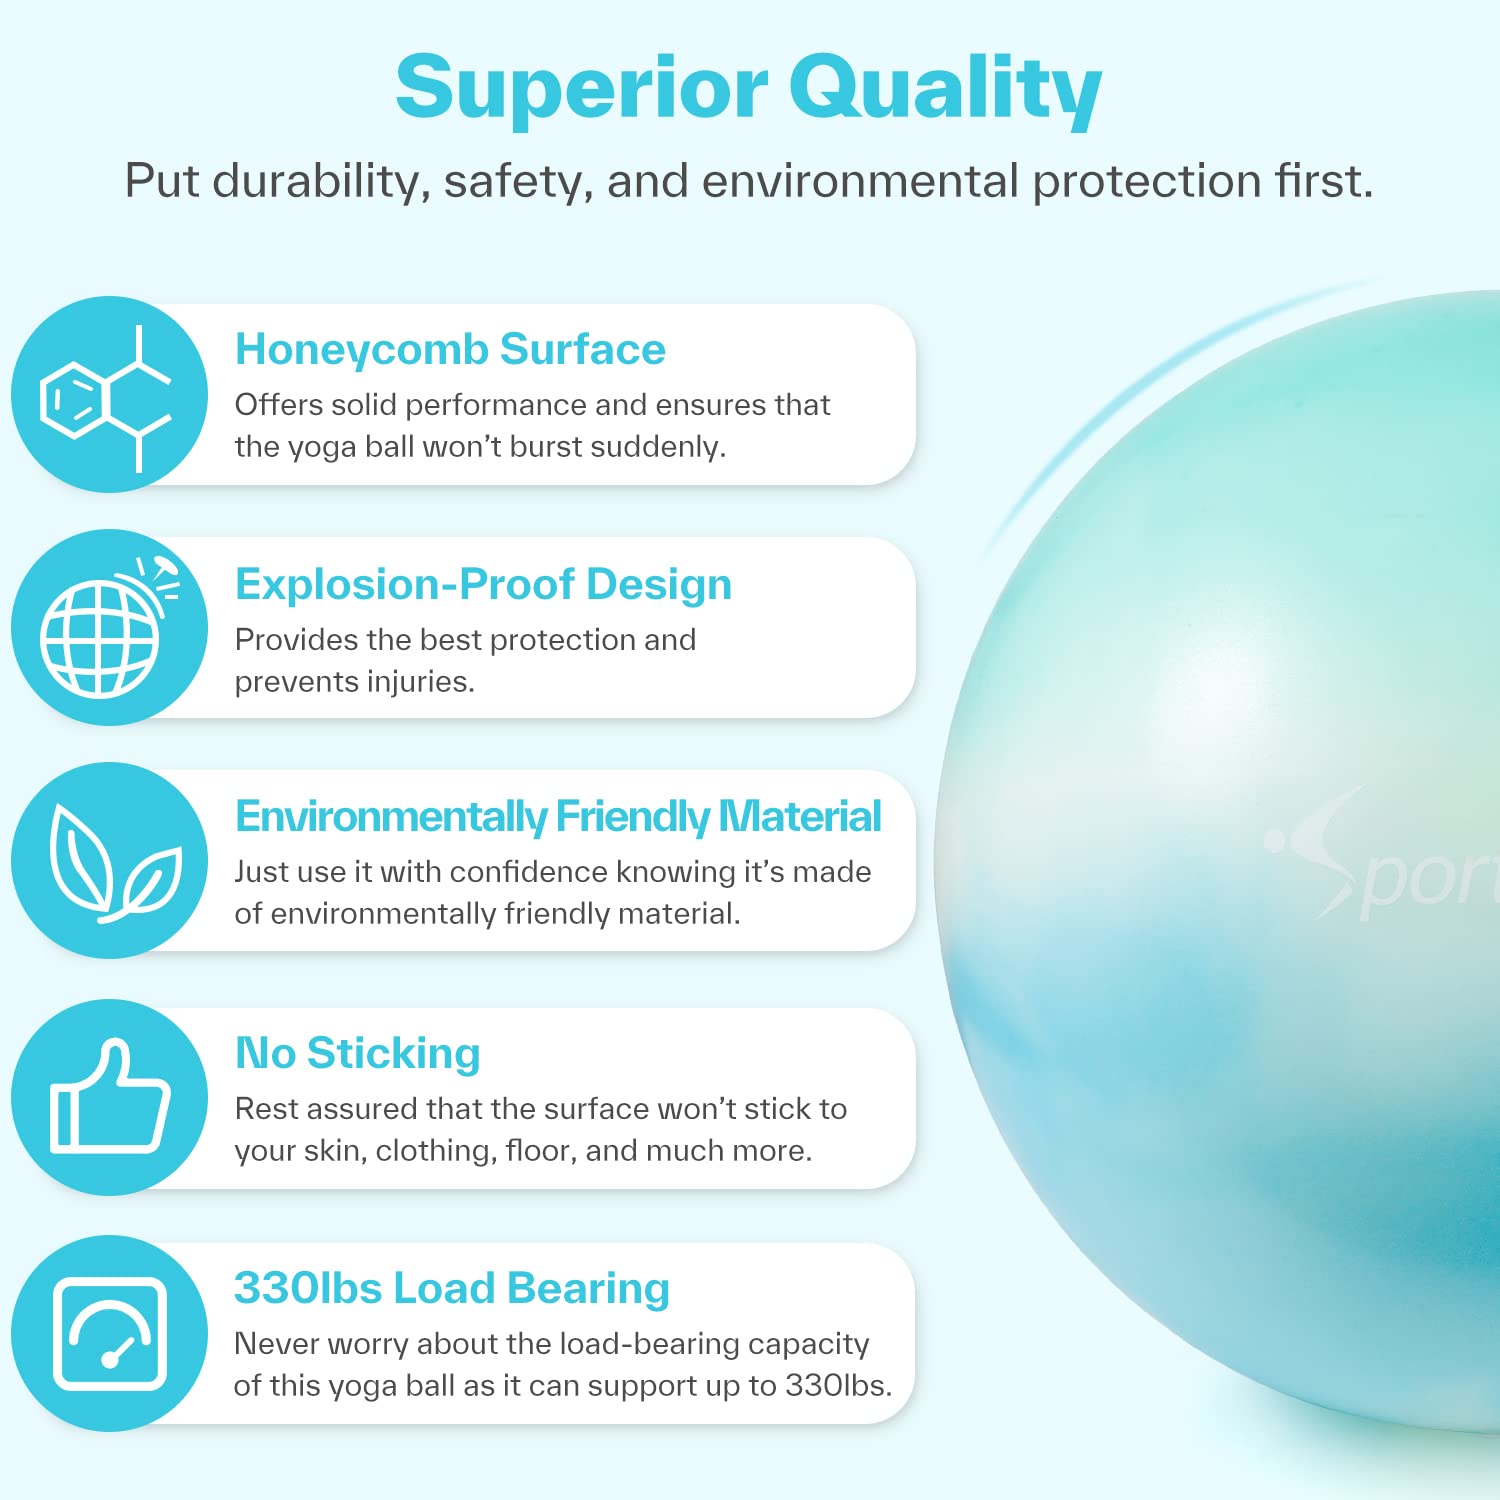 Superior Quality
Put durability, safety, and environmental protection first.
Honeycomb Surface
Offers solid performance and ensures that
the yoga ball won’t burst suddenly.
Explosion-Proof Design
Provides the best protection and
prevents injuries.
Environmentally Friendly Material
Just use it with confidence knowing it’s made
of environmentally friendly material.
No Sticking
Rest assured that the surface won’t stick to
your skin, clothing, floor, and much more.
330lbs Load Bearing
Never worry about the load-bearing capacity
of this yoga ball as it can support up to 330lbs.
Sport